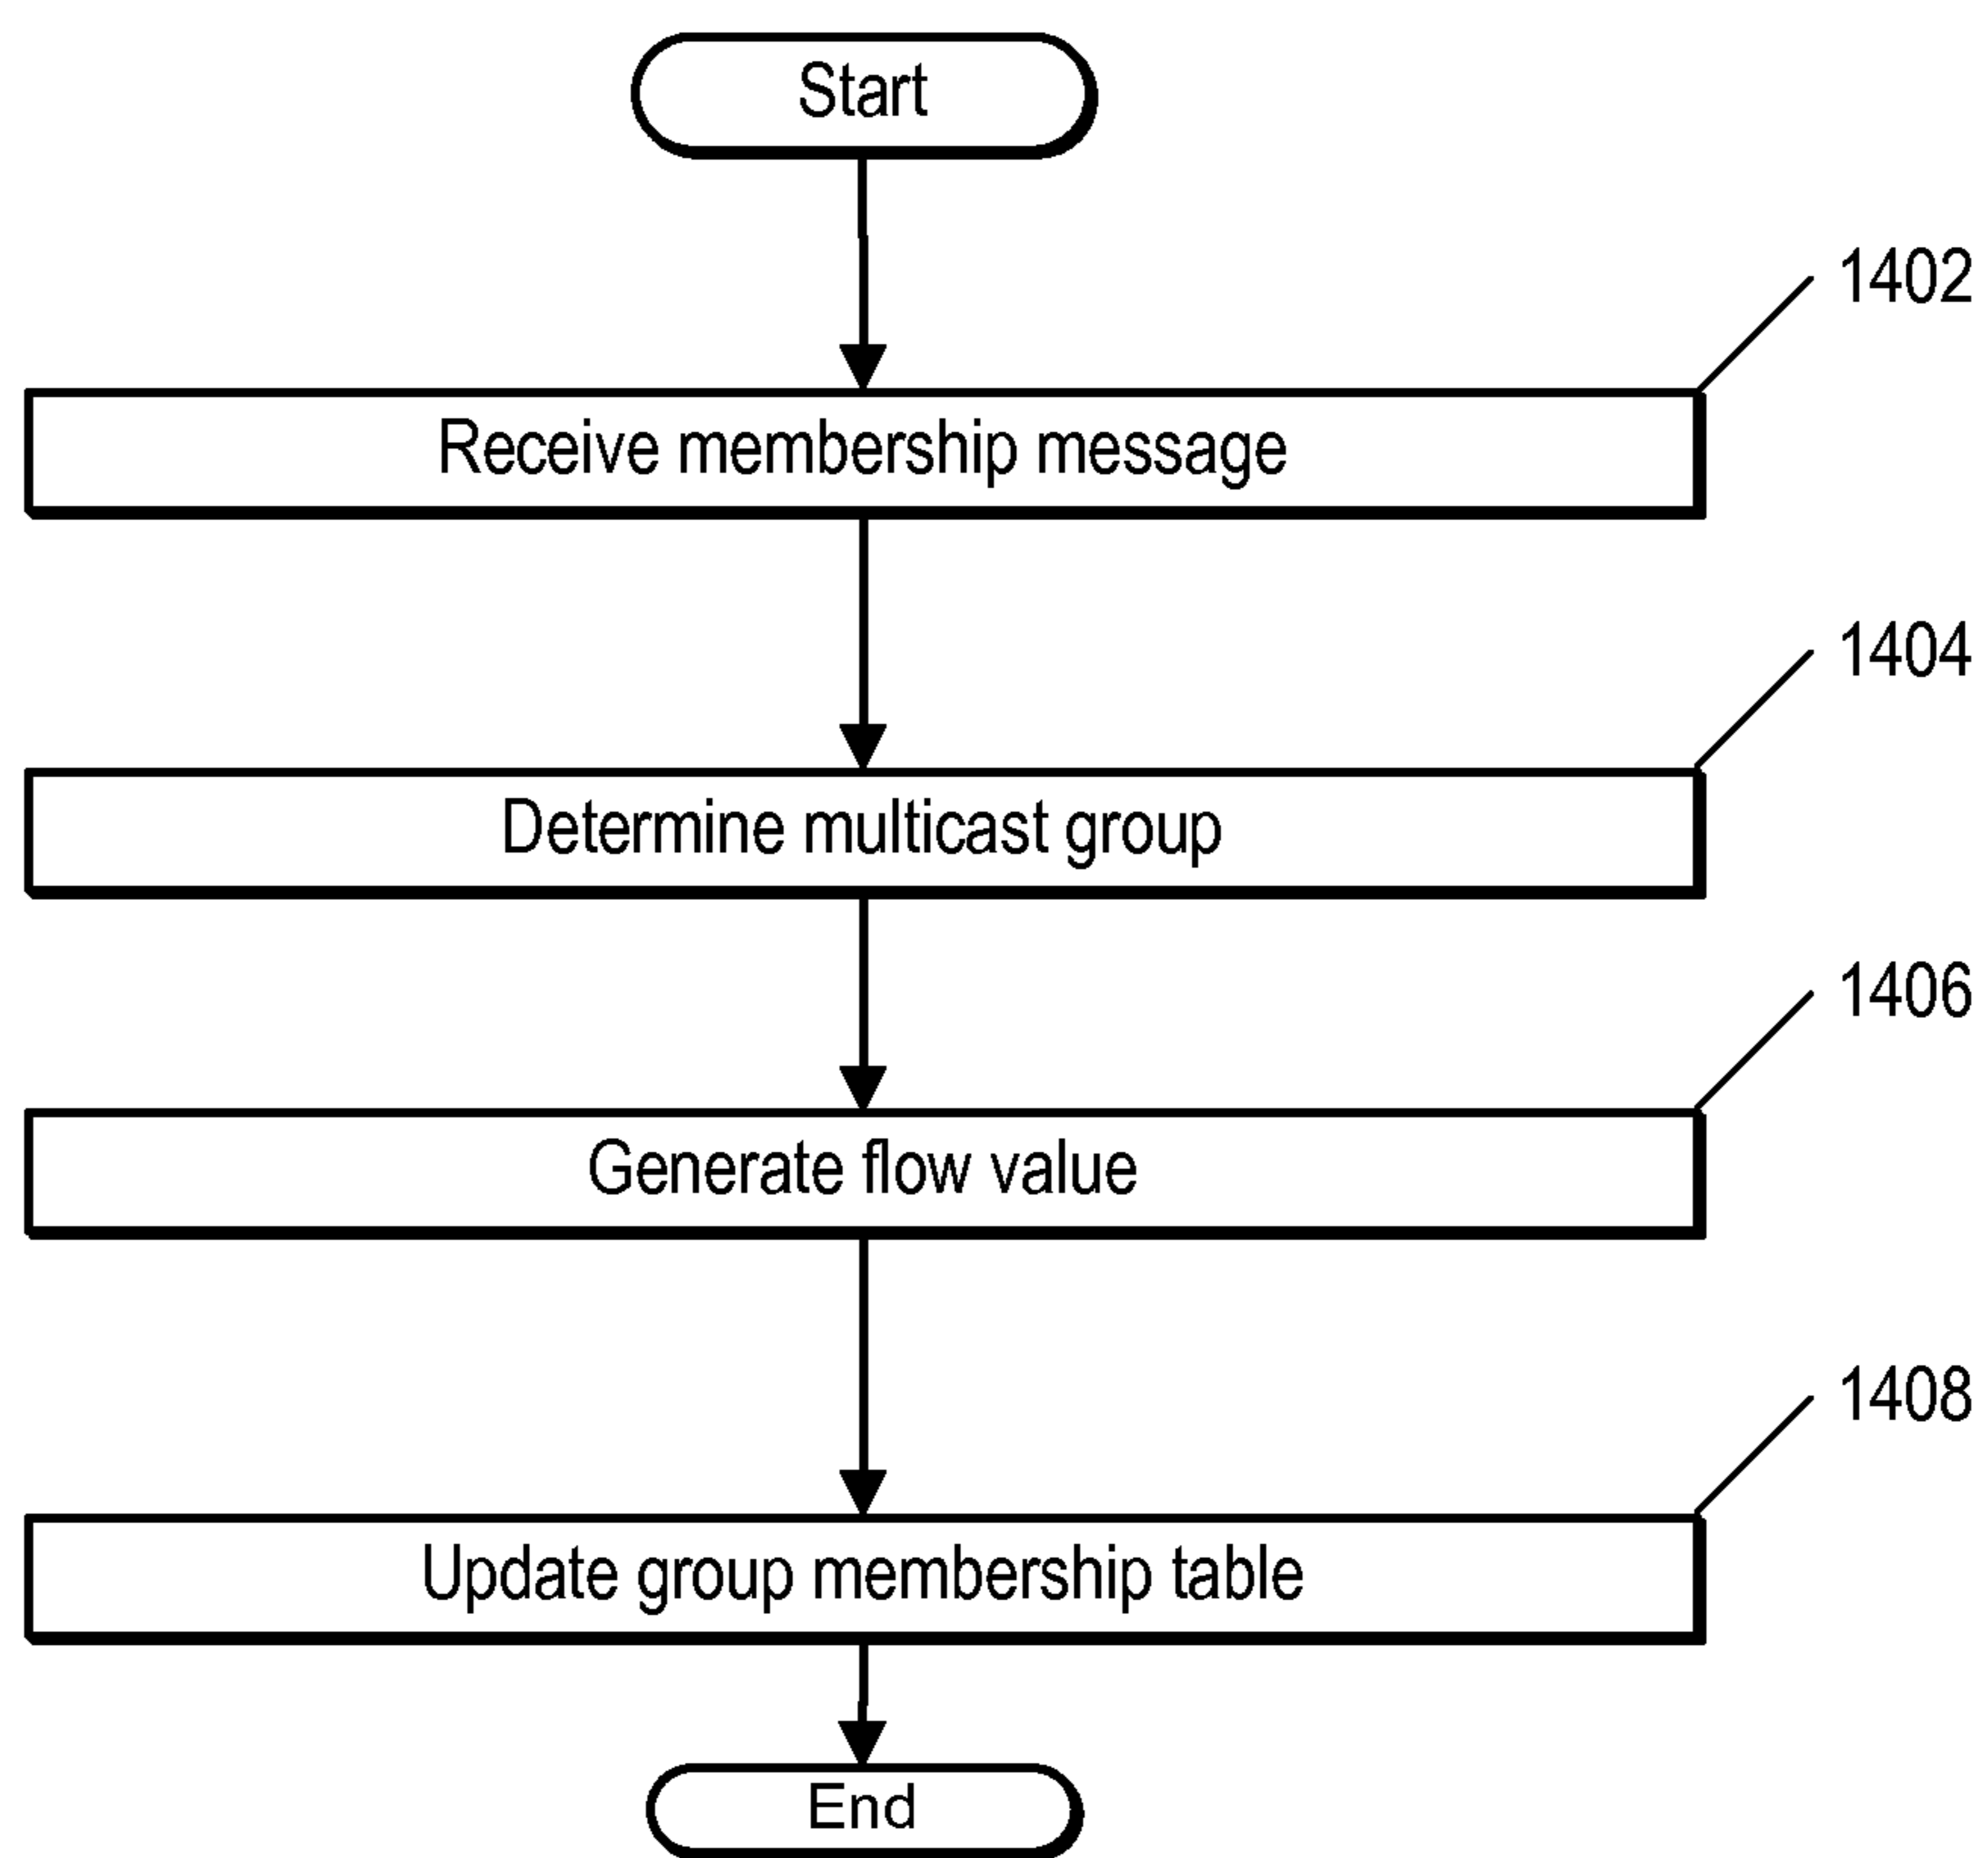 Start
1402
Receive membership message
1404
Determine multicast group
1406
Generate flow value
1408
Update group membership table
End